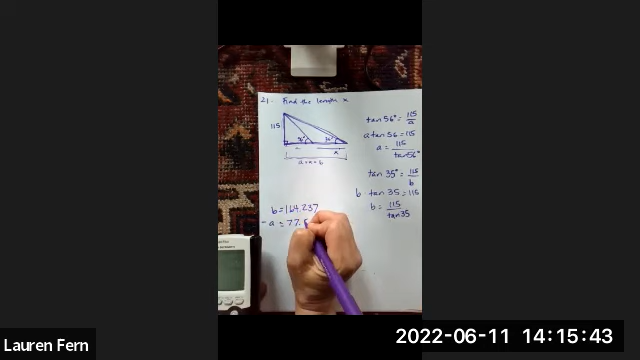 21. Find the length x
115
56°
35°
x
a+x=b
tan 56° = 115/a
a tan 56 = 115
a = 115/tan 56°
tan 35° = 115/b
b tan 35 = 115
b = 115/tan 35
b = 164.237
- a = 77.5
Lauren Fern
2022-06-11 14:15:43